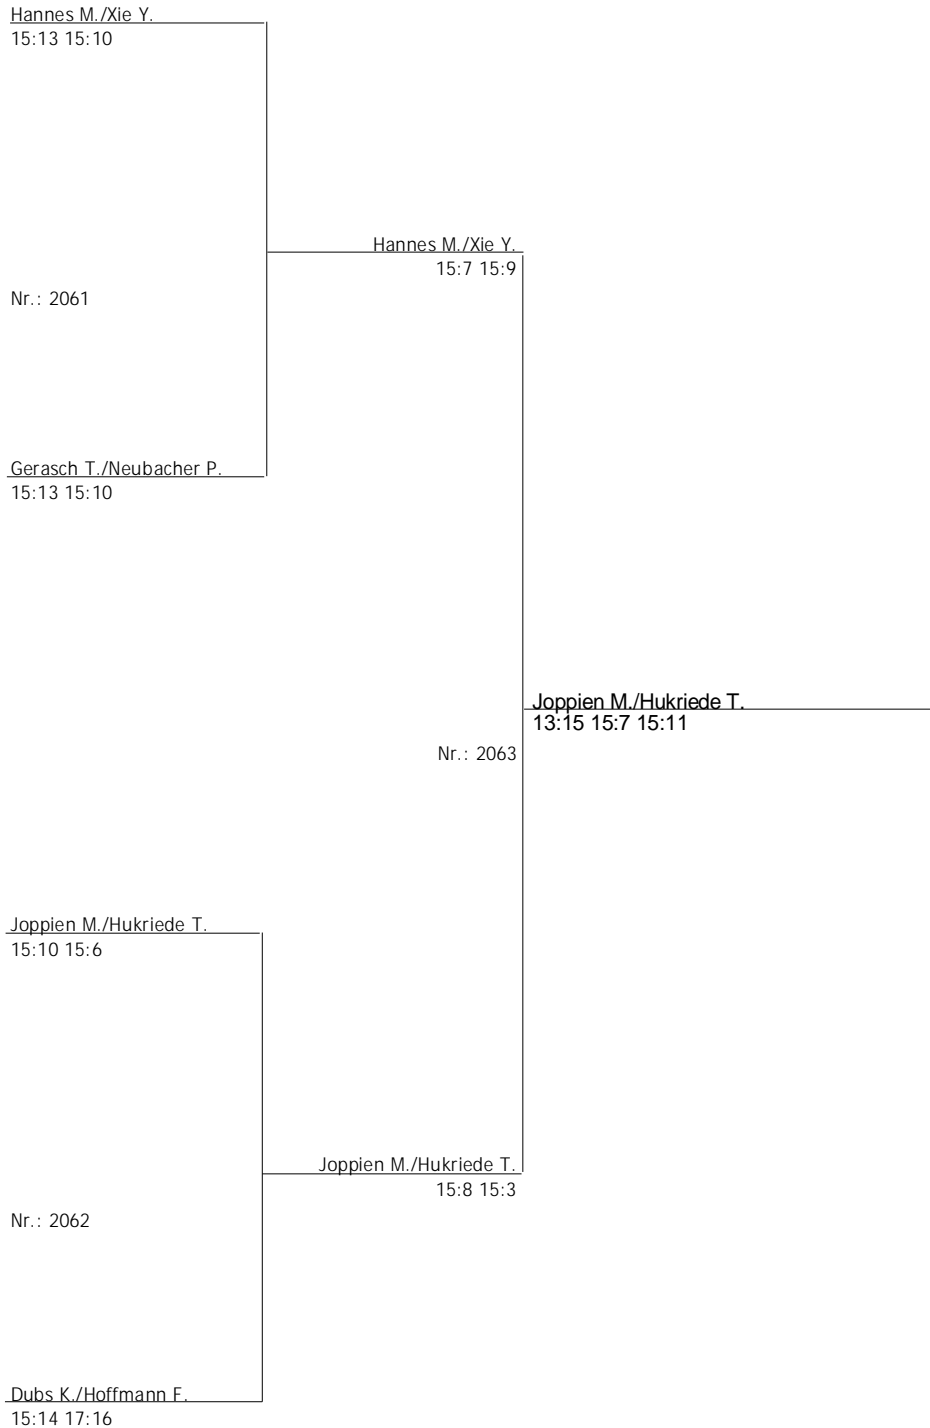 Hannes M./Xie Y.
15:13 15:10
Hannes M./Xie Y.
15:7 15:9
Nr.: 2061
Gerasch T./Neubacher P.
15:13 15:10
Joppien M./Hukriede T.
13:15 15:7 15:11
Nr.: 2063
Joppien M./Hukriede T.
15:10 15:6
Joppien M./Hukriede T.
15:8 15:3
Nr.: 2062
Dubs K./Hoffmann F.
15:14 17:16